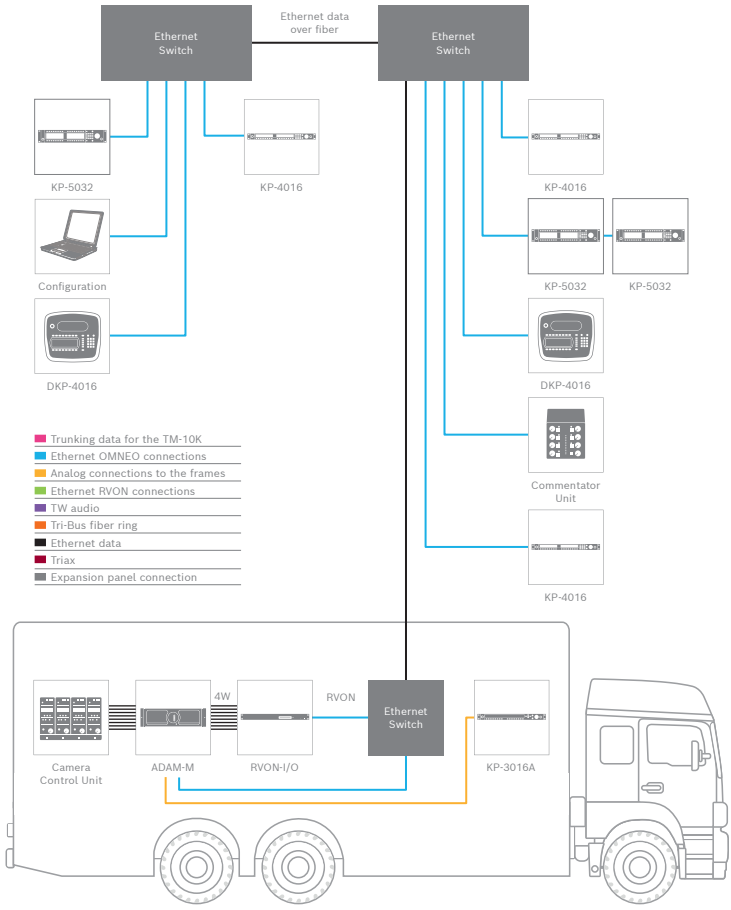 Ethernet data
over fiber
Ethernet
Switch
Ethernet
Switch
KP-5032
KP-4016
KP-4016
Configuration
KP-5032
KP-5032
DKP-4016
DKP-4016
Trunking data for the TM-10K
Ethernet OMNEO connections
Analog connections to the frames
Ethernet RVON connections
TW audio
Tri-Bus fiber ring
Ethernet data
Triax
Expansion panel connection
Commentator
Unit
KP-4016
4W
RVON
Ethernet
Switch
Camera
Control Unit
ADAM-M
RVON-I/O
KP-3016A